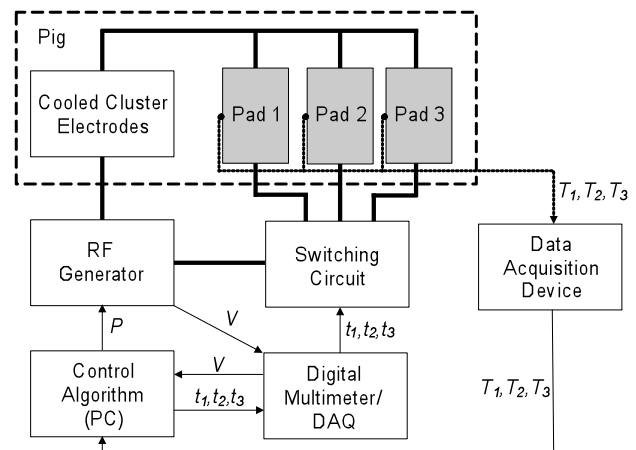 Pig
Cooled Cluster
Electrodes
Pad 1
Pad 2
Pad 3
T1, T2, T3
RF
Generator
Switching
Circuit
Data
Acquisition
Device
P
V
t1,t2,t3
V
Control
Algorithm
(PC)
t1,t2,t3
Digital
Multimeter/
DAQ
T1, T2, T3